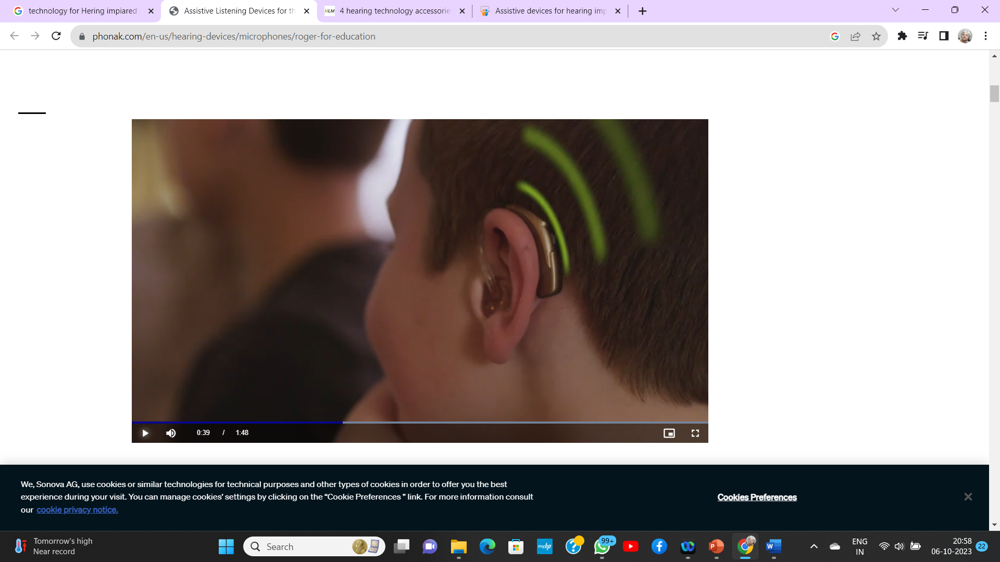 technology for Hering impiared
Assistive Listening Devices for th
HLM 4 hearing technology accessorie
Assistive devices for hearing imp
phonak.com/en-us/hearing-devices/microphones/roger-for-education
0:39 / 1:48
We, Sonova AG, use cookies or similar technologies for technical purposes and other types of cookies in order to offer you the best
experience during your visit. You can manage cookies' settings by clicking on the “Cookie Preferences ” link. For more information consult
our cookie privacy notice.
Cookies Preferences
Tomorrow's high
Near record
Search
myhp
99+
ENG
IN
20:58
06-10-2023
22